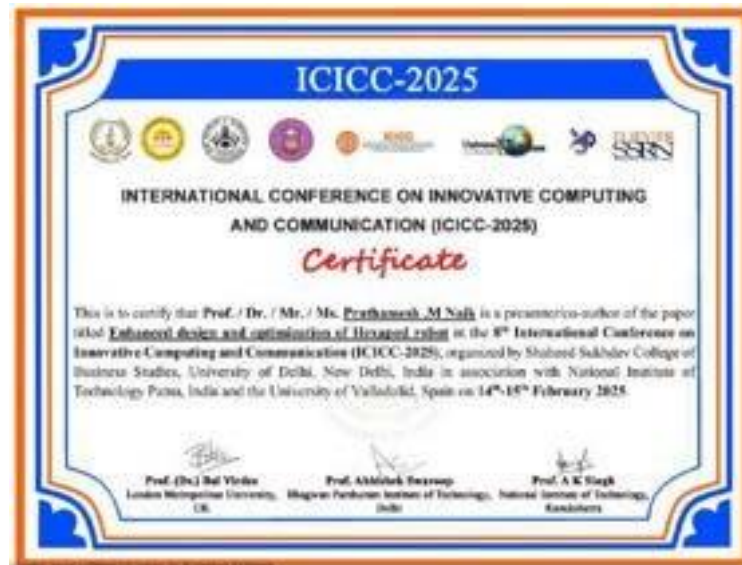 ICICC-2025
ICICC
ELSEVIER
SSRN
INTERNATIONAL CONFERENCE ON INNOVATIVE COMPUTING
AND COMMUNICATION (ICICC-2025)
Certificate
This is to certify that Prof. / Dr. / Mr. / Ms. Prathamesh .M Naik is a presenter/co-author of the paper
titled Enhanced design and optimization of Hexapod robot at the 8th International Conference on
Innovative Computing and Communication (ICICC-2025), organized by Shaheed Sukhdev College of
Business Studies, University of Delhi, New Delhi, India in association with National Institute of
Technology Patna, India and the University of Valladolid, Spain on 14th-15th February 2025
Prof. (Dr.) Bal Virdee
Prof. Abhishek Swaroop
Prof. A K Singh
London Metropolitan University,
Bhagwan Parshuram Institute of Technology,
National Institute of Technology,
UK
Delhi
Kurukshetra